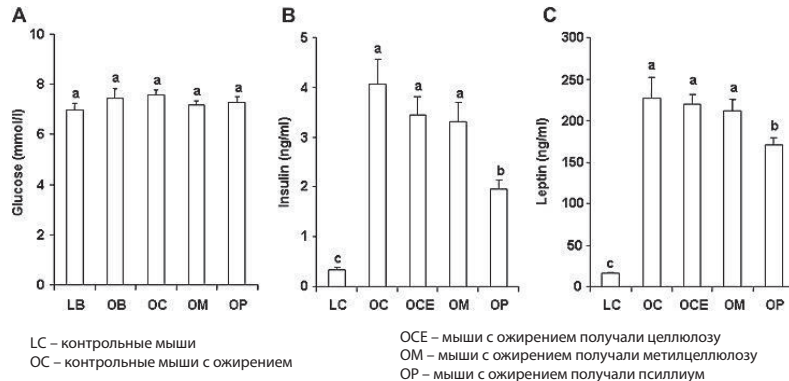 A
Glucose (mmol/l)
10
8
6
4
2
0
a a a a a
LB OB OC OM OP
B
Insulin (ng/ml)
5
4
3
2
1
0
c a a a b
LC OC OCE OM OP
C
Leptin (ng/ml)
300
250
200
150
100
50
0
c a a a b
LC OC OCE OM OP
LC – контрольные мыши
OC – контрольные мыши с ожирением
OCE – мыши с ожирением получали целлюлозу
OM – мыши с ожирением получали метилцеллюлозу
OP – мыши с ожирением получали псиллиум